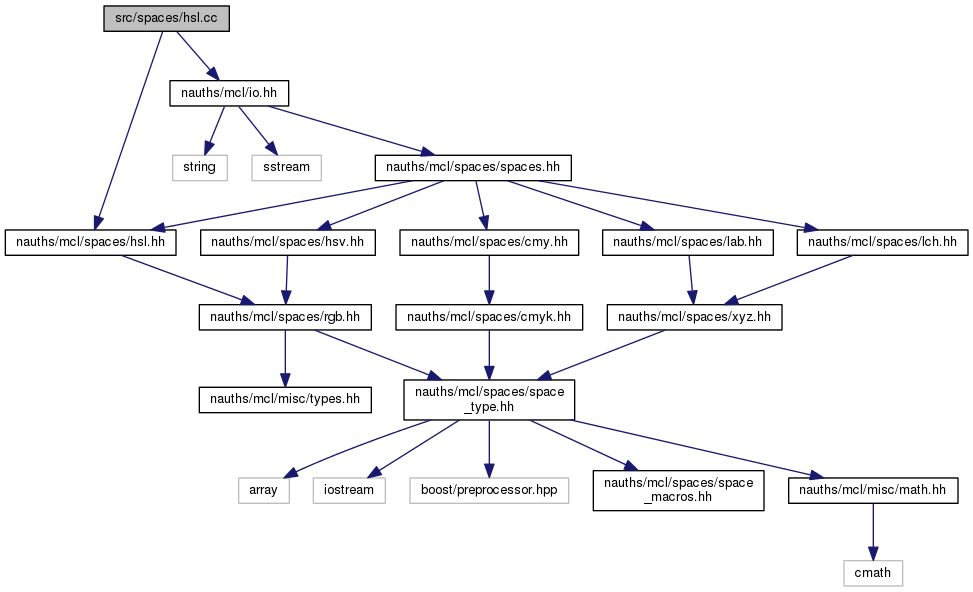 src/spaces/hsl.cc
nauths/mcl/io.hh
string
sstream
nauths/mcl/spaces/spaces.hh
nauths/mcl/spaces/hsl.hh
nauths/mcl/spaces/hsv.hh
nauths/mcl/spaces/cmy.hh
nauths/mcl/spaces/lab.hh
nauths/mcl/spaces/lch.hh
nauths/mcl/spaces/rgb.hh
nauths/mcl/spaces/cmyk.hh
nauths/mcl/spaces/xyz.hh
nauths/mcl/misc/types.hh
nauths/mcl/spaces/space
_type.hh
array
iostream
boost/preprocessor.hpp
nauths/mcl/spaces/space
_macros.hh
nauths/mcl/misc/math.hh
cmath